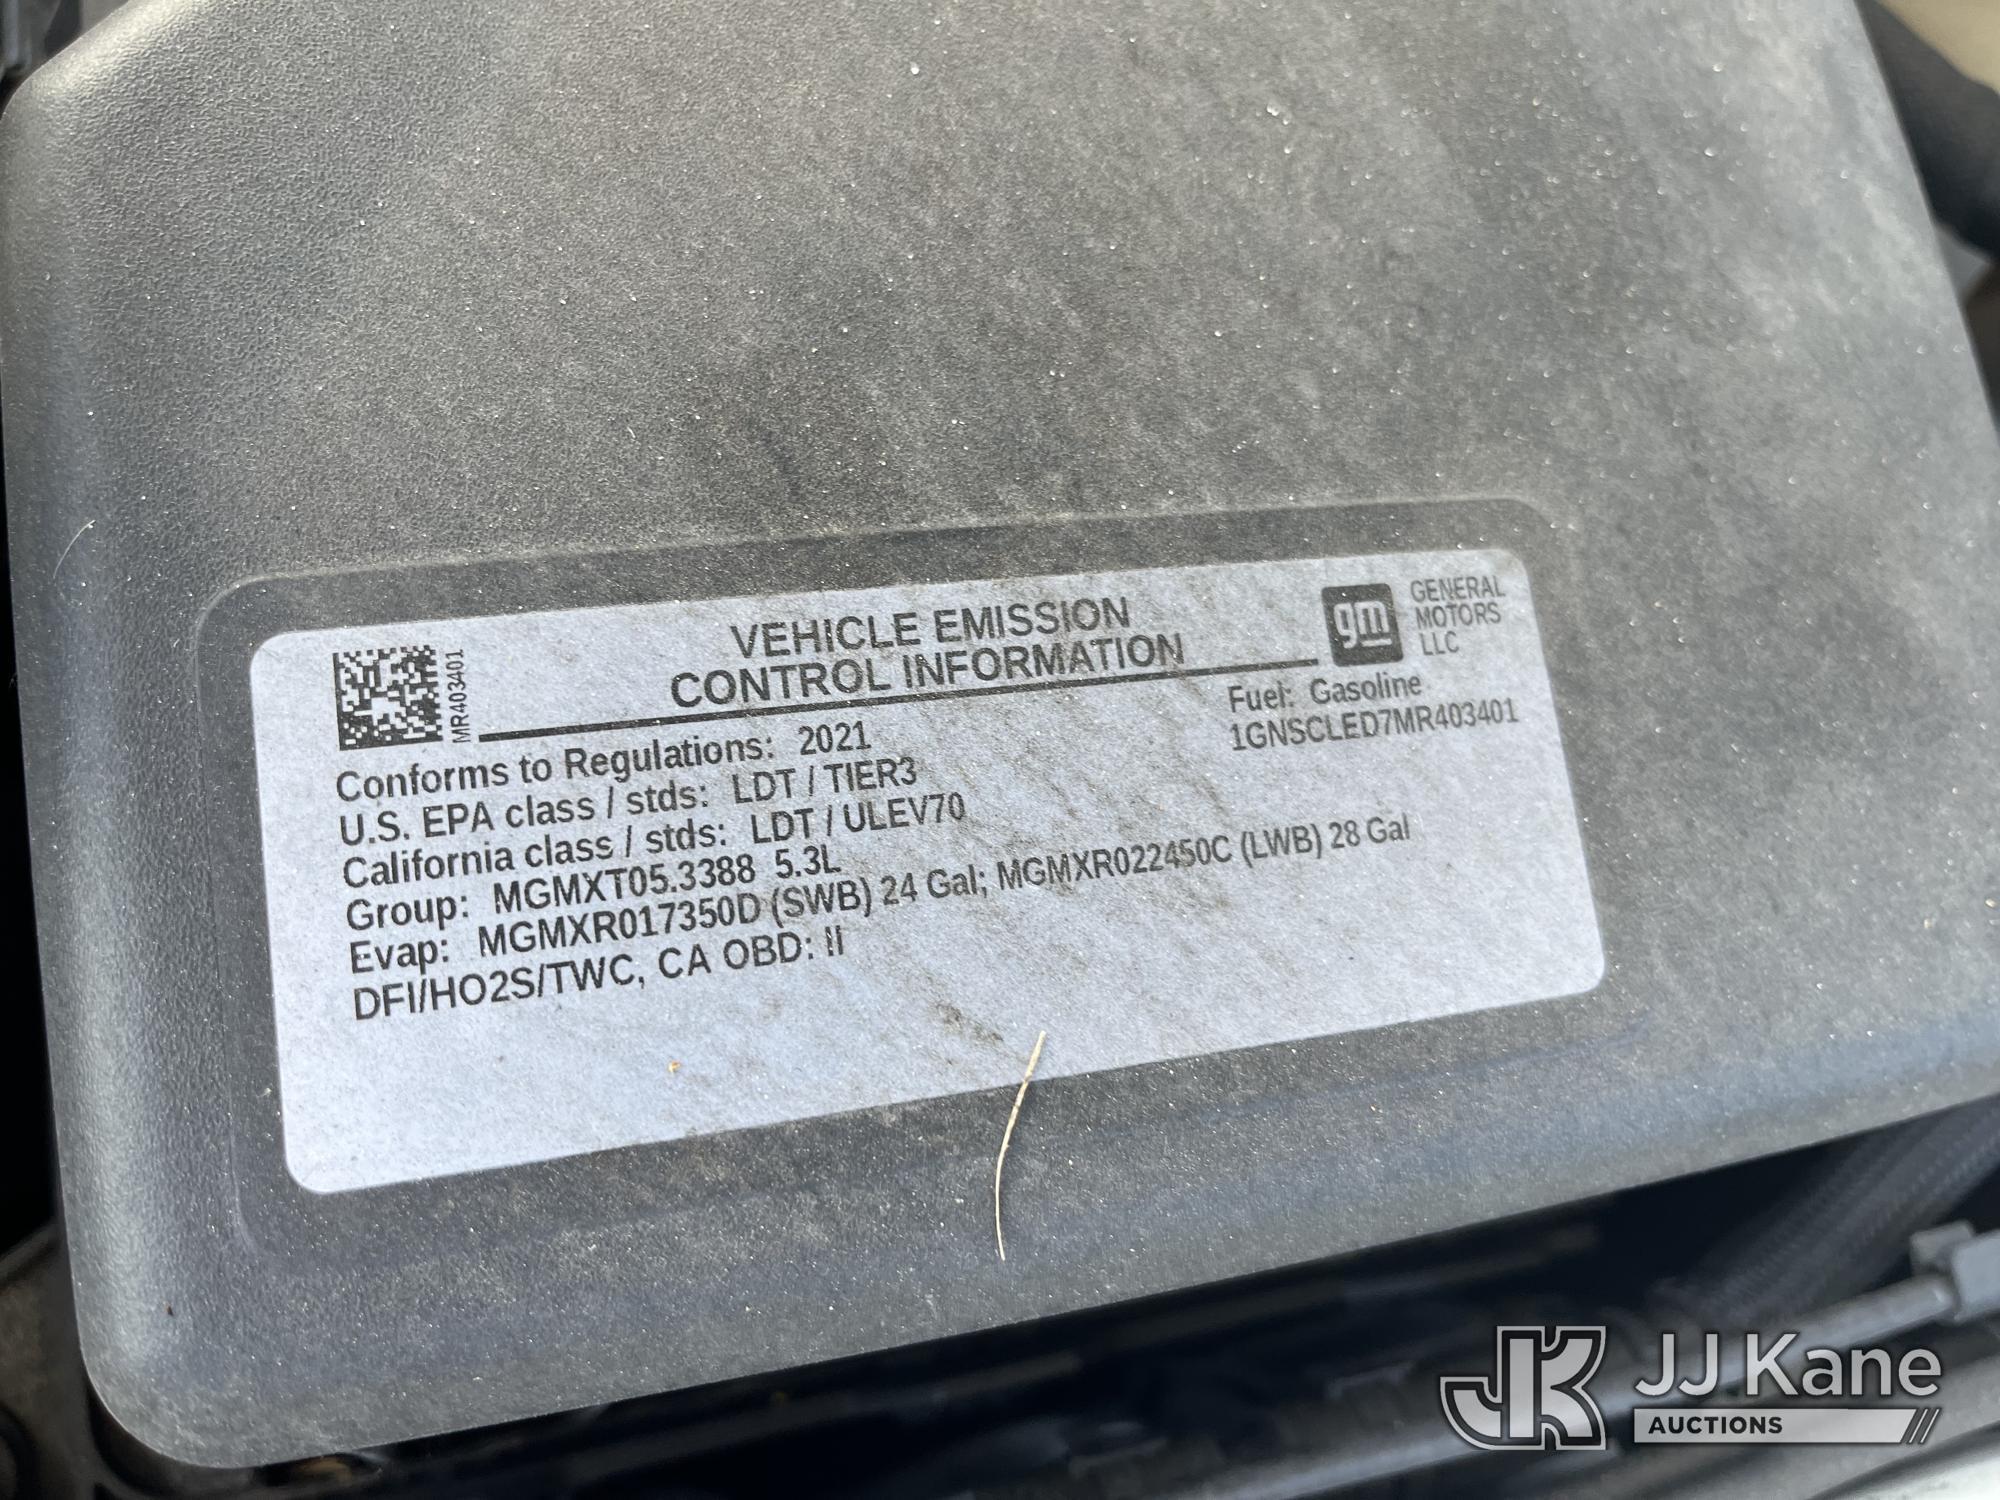 MR403401
VEHICLE EMISSION
CONTROL INFORMATION
gm
GENERAL
MOTORS
LLC
Fuel: Gasoline
1GNSCLED7MR403401
Conforms to Regulations: 2021
U.S. EPA class / stds: LDT / TIER3
California class / stds: LDT / ULEV70
Group: MGMXT05.3388 5.3L
Evap: MGMXR017350D (SWB) 24 Gal; MGMXR022450C (LWB) 28 Gal
DFI/HO2S/TWC, CA OBD: II
JK
JJ Kane
AUCTIONS